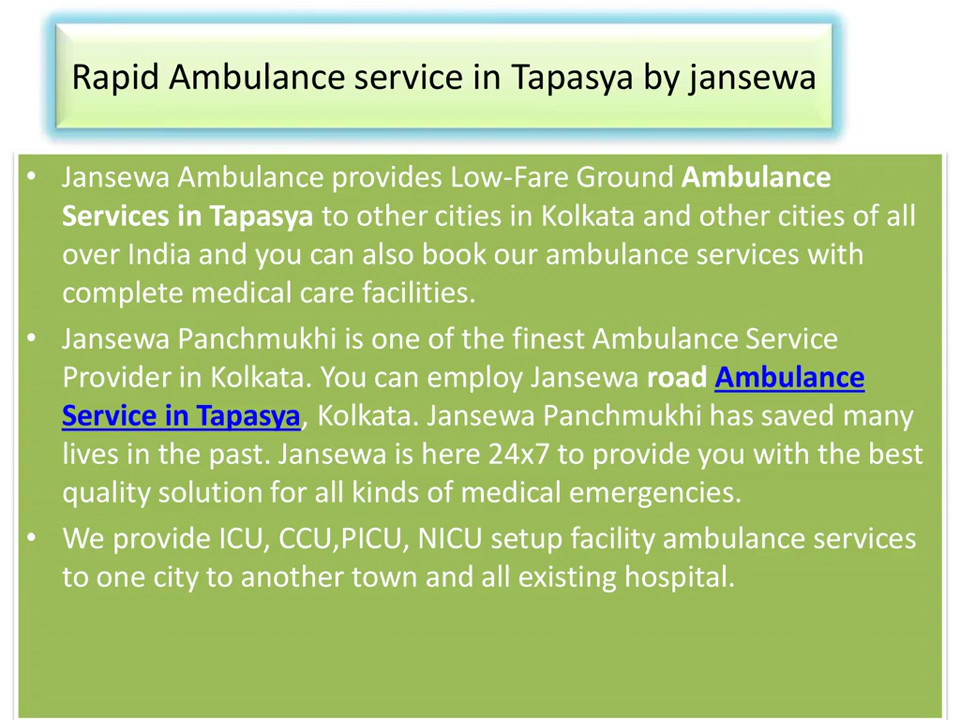 Rapid Ambulance service in Tapasya by jansewa
• Jansewa Ambulance provides Low-Fare Ground Ambulance
Services in Tapasya to other cities in Kolkata and other cities of all
over India and you can also book our ambulance services with
complete medical care facilities.
• Jansewa Panchmukhi is one of the finest Ambulance Service
Provider in Kolkata. You can employ Jansewa road Ambulance
Service in Tapasya, Kolkata. Jansewa Panchmukhi has saved many
lives in the past. Jansewa is here 24x7 to provide you with the best
quality solution for all kinds of medical emergencies.
• We provide ICU, CCU,PICU, NICU setup facility ambulance services
to one city to another town and all existing hospital.